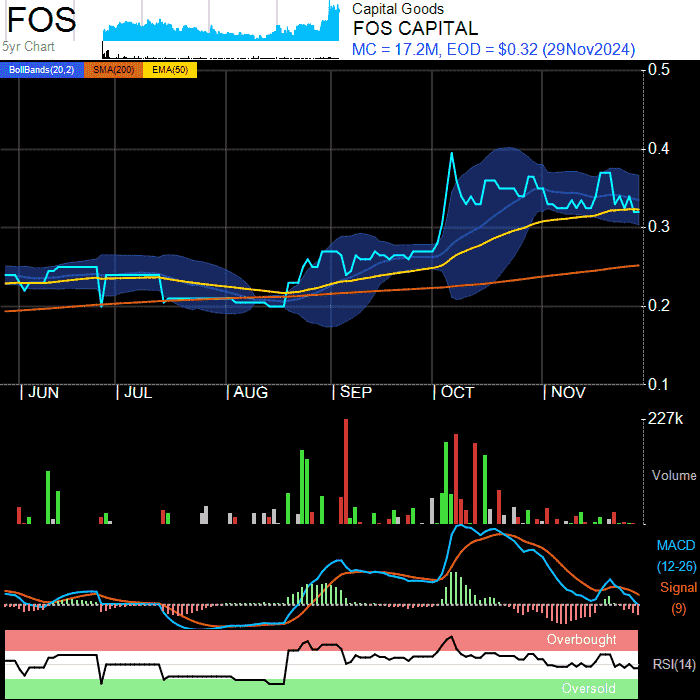 FOS
5yr Chart
Capital Goods
FOS CAPITAL
MC = 17.2M, EOD = $0.32 (29Nov2024)
BollBands(20,2) SMA(200) EMA(50)
0.5
0.4
0.3
0.2
0.1
JUN JUL AUG SEP OCT NOV
227k
Volume
MACD
(12-26)
Signal
(9)
Overbought
RSI(14)
Oversold